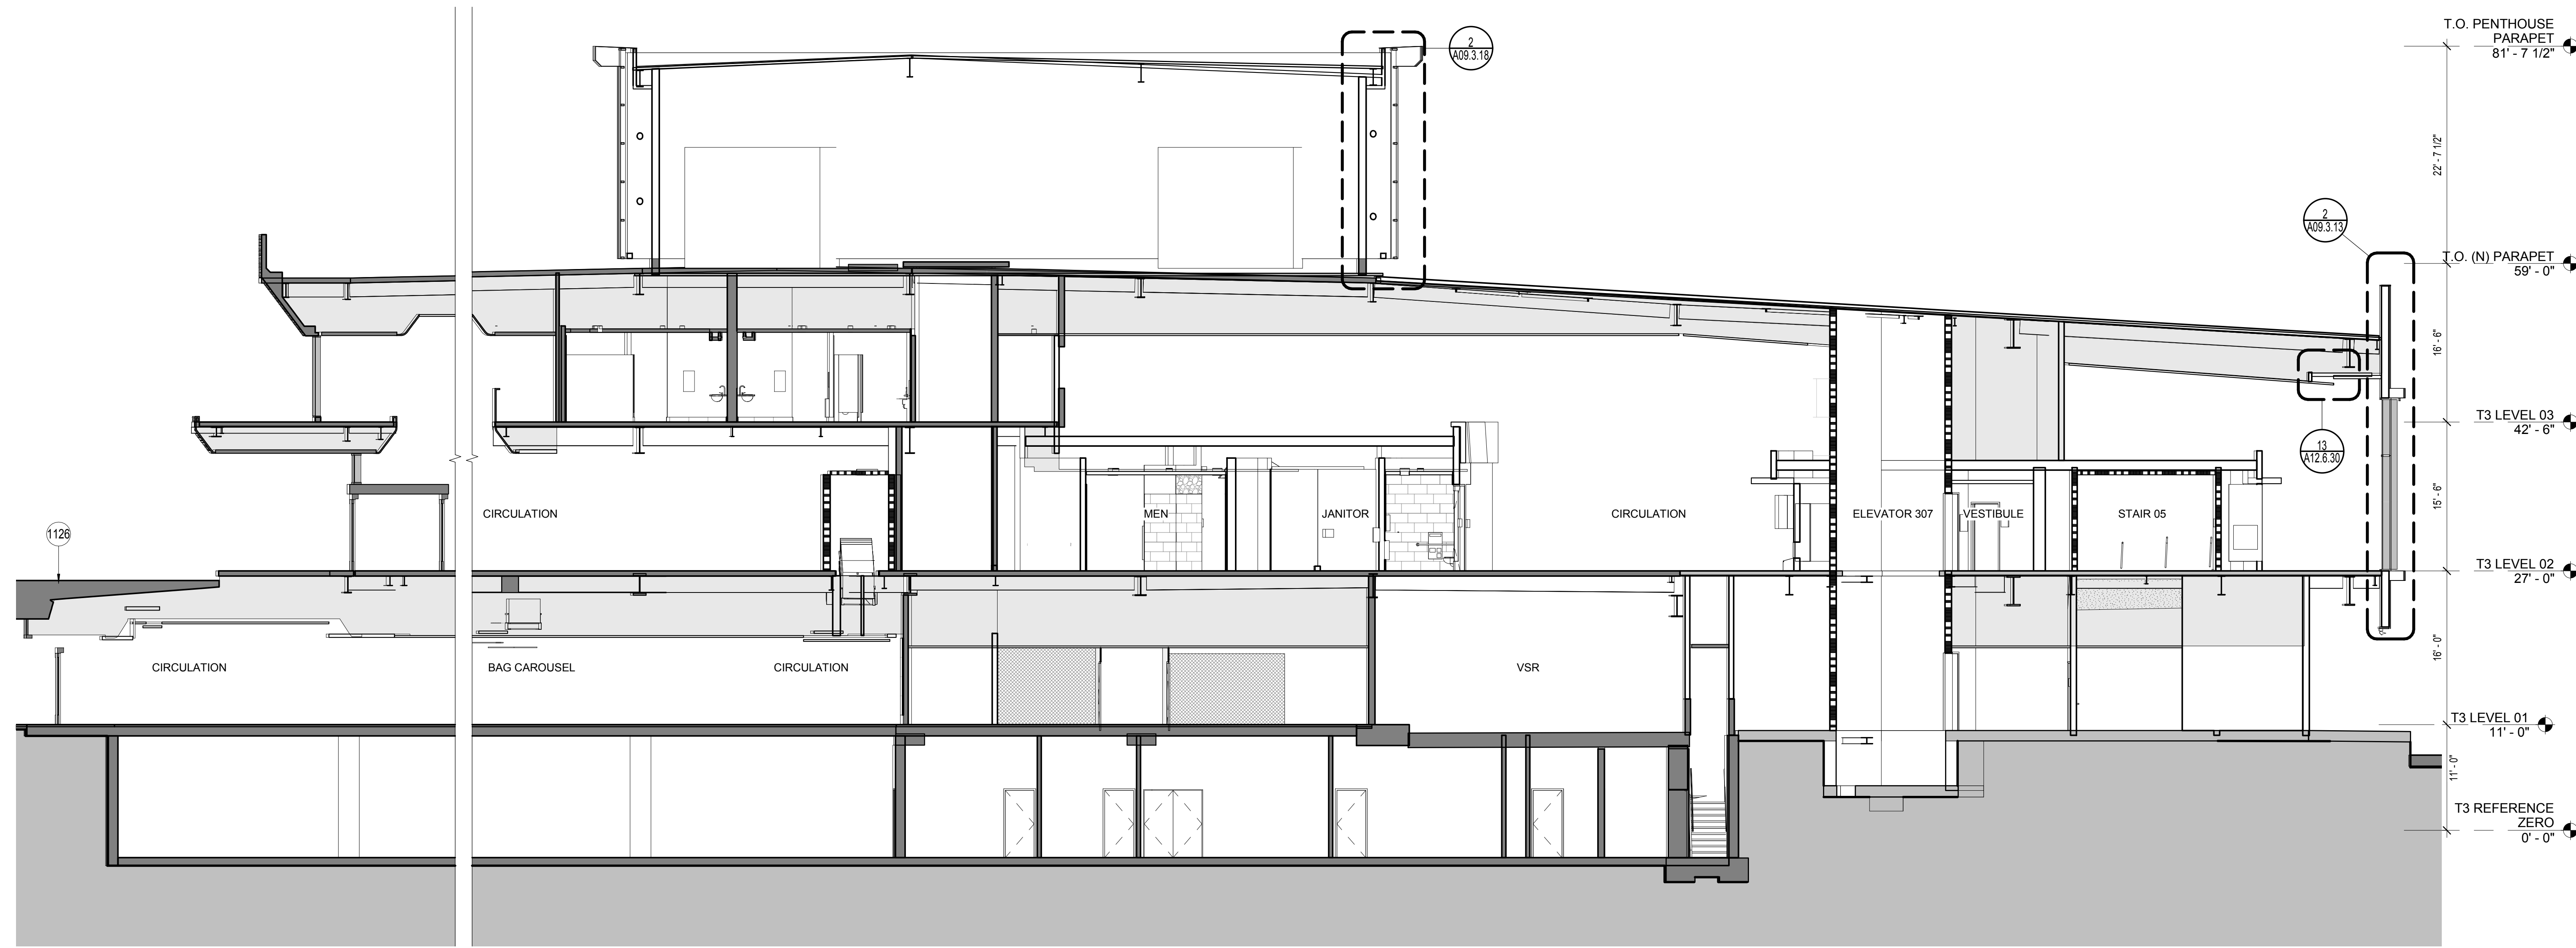 T.O. PENTHOUSE
PARAPET
81' - 7 1/2"
2
A09.3.18
22' - 7 1/2"
2
A09.3.13
T.O. (N) PARAPET
59' - 0"
16' - 6"
T3 LEVEL 03
42' - 6"
13
A12.6.30
15' - 6"
CIRCULATION
MEN
JANITOR
CIRCULATION
ELEVATOR 307
VESTIBULE
STAIR 05
1126
T3 LEVEL 02
27' - 0"
16' - 0"
CIRCULATION
BAG CAROUSEL
CIRCULATION
VSR
T3 LEVEL 01
11' - 0"
11' - 0"
T3 REFERENCE
ZERO
0' - 0"